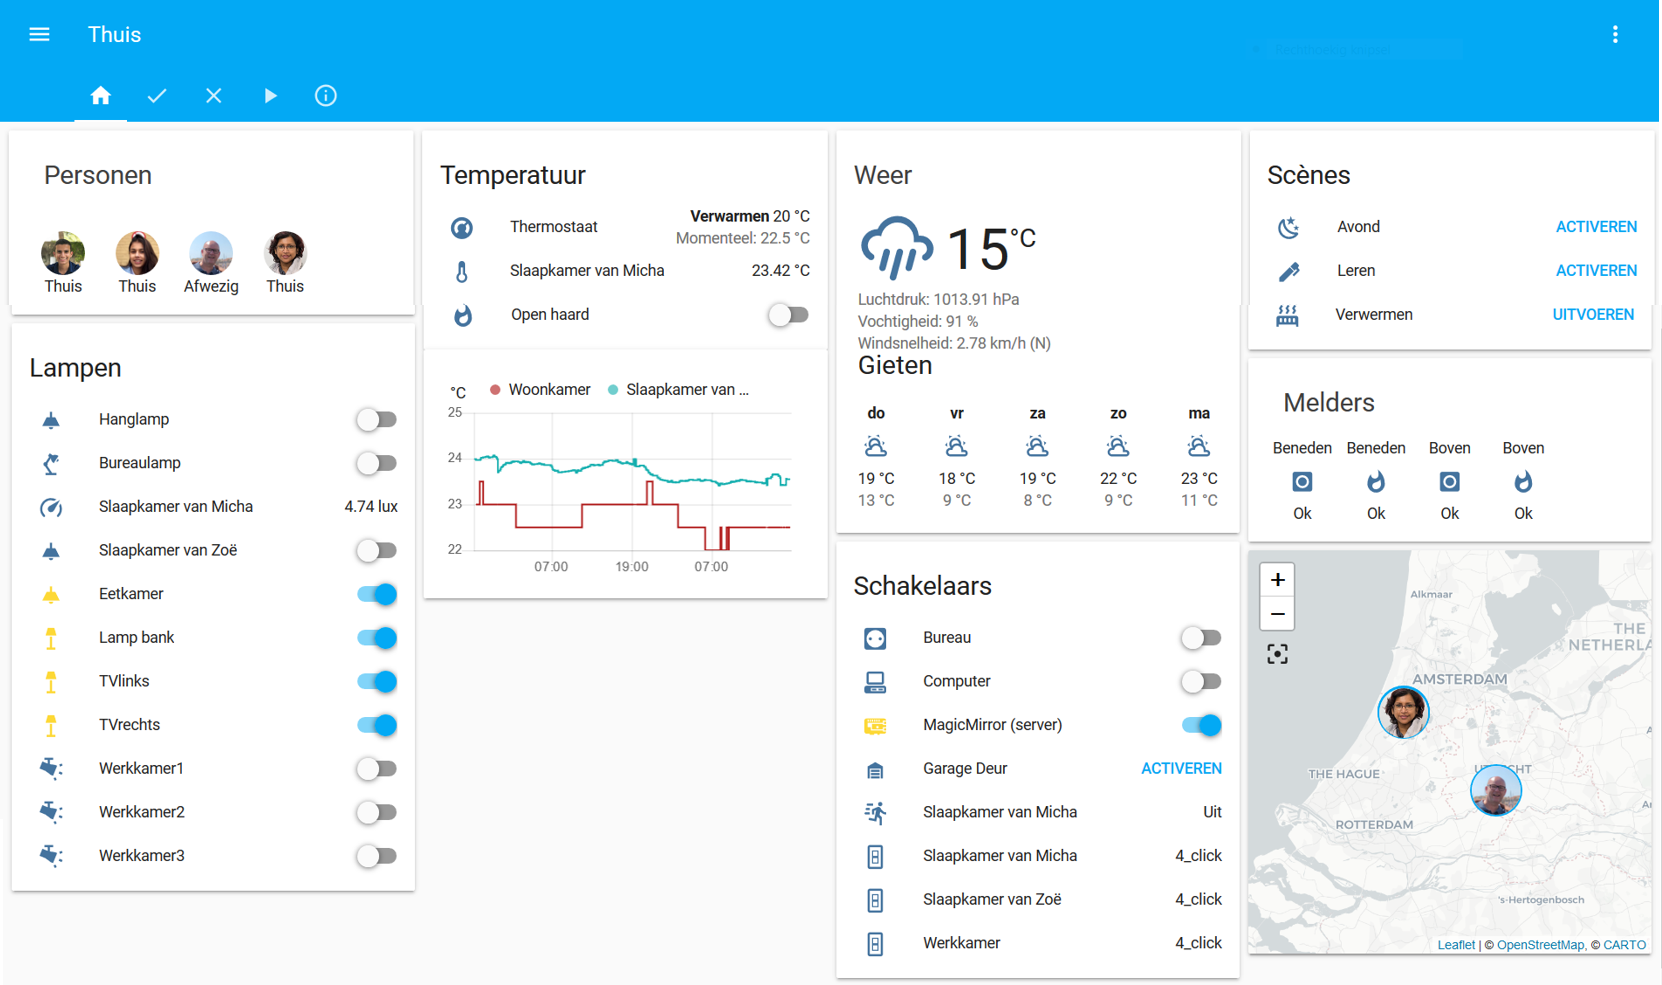 Thuis
Personen
Thuis
Thuis
Afwezig
Thuis
Lampen
Hanglamp
Bureaulamp
Slaapkamer van Micha 4.74 lux
Slaapkamer van Zoë
Eetkamer
Lamp bank
TVlinks
TVrechts
Werkkamer1
Werkkamer2
Werkkamer3
Temperatuur
Thermostaat Verwarmen 20 °C
Momenteel: 22.5 °C
Slaapkamer van Micha 23.42 °C
Open haard
°C Woonkamer Slaapkamer van ...
25
24
23
22
07:00 19:00 07:00
Weer
15 °C
Luchtdruk: 1013.91 hPa
Vochtigheid: 91 %
Windsnelheid: 2.78 km/h (N)
Gieten
do vr za zo ma
19 °C 18 °C 19 °C 22 °C 23 °C
13 °C 9 °C 8 °C 9 °C 11 °C
Schakelaars
Bureau
Computer
MagicMirror (server)
Garage Deur ACTIVEREN
Slaapkamer van Micha Uit
Slaapkamer van Micha 4_click
Slaapkamer van Zoë 4_click
Werkkamer 4_click
Scènes
Avond ACTIVEREN
Leren ACTIVEREN
Verwermen UITVOEREN
Melders
Beneden Beneden Boven Boven
Ok Ok Ok Ok
+
−
Alkmaar
THE
NETHERLA
AMSTERDAM
THE HAGUE
ROTTERDAM
's-Hertogenbosch
Leaflet | © OpenStreetMap, © CARTO